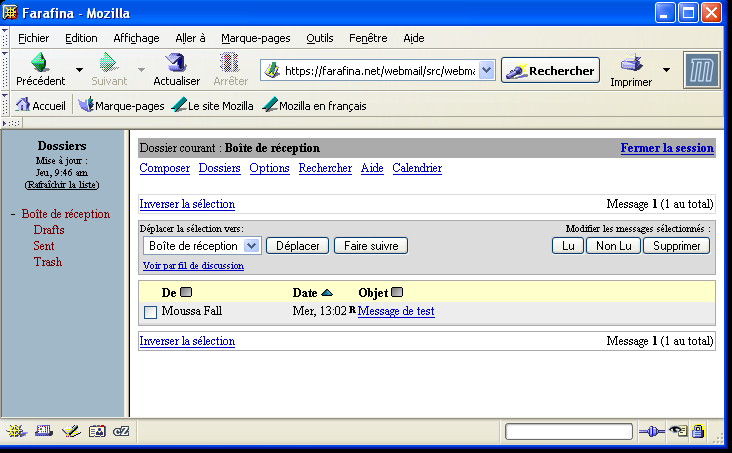 Farafina - Mozilla
Fichier Edition Affichage Aller à Marque-pages Outils Fenêtre Aide
Précédent Suivant Actualiser Arrêter https://farafina.net/webmail/src/webma Rechercher Imprimer
Accueil Marque-pages Le site Mozilla Mozilla en français
Dossiers
Mise à jour :
Jeu, 9:46 am
(Rafraîchir la liste)
- Boîte de réception
Drafts
Sent
Trash
Dossier courant : Boîte de réception Fermer la session
Composer Dossiers Options Rechercher Aide Calendrier
Inverser la sélection Message 1 (1 au total)
Déplacer la sélection vers: Modifier les messages sélectionnés :
Boîte de réception Déplacer Faire suivre Lu Non Lu Supprimer
Voir par fil de discussion
De Date Objet
Moussa Fall Mer, 13:02 R Message de test
Inverser la sélection Message 1 (1 au total)
cZ